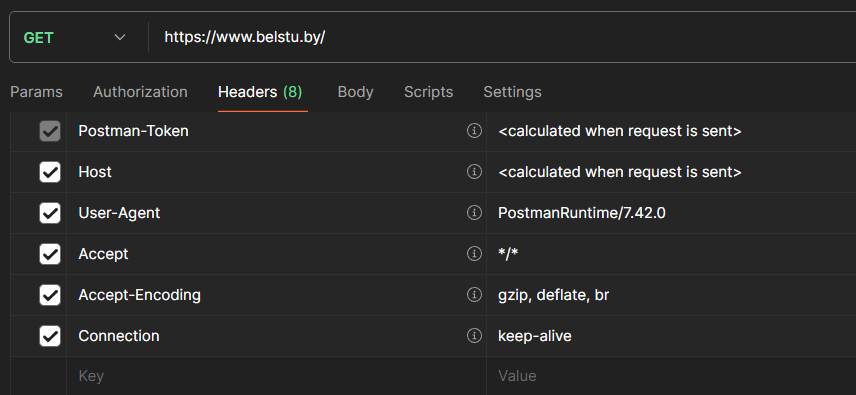 GET https://www.belstu.by/
Params Authorization Headers (8) Body Scripts Settings
Postman-Token <calculated when request is sent>
Host <calculated when request is sent>
User-Agent PostmanRuntime/7.42.0
Accept */*
Accept-Encoding gzip, deflate, br
Connection keep-alive
Key Value